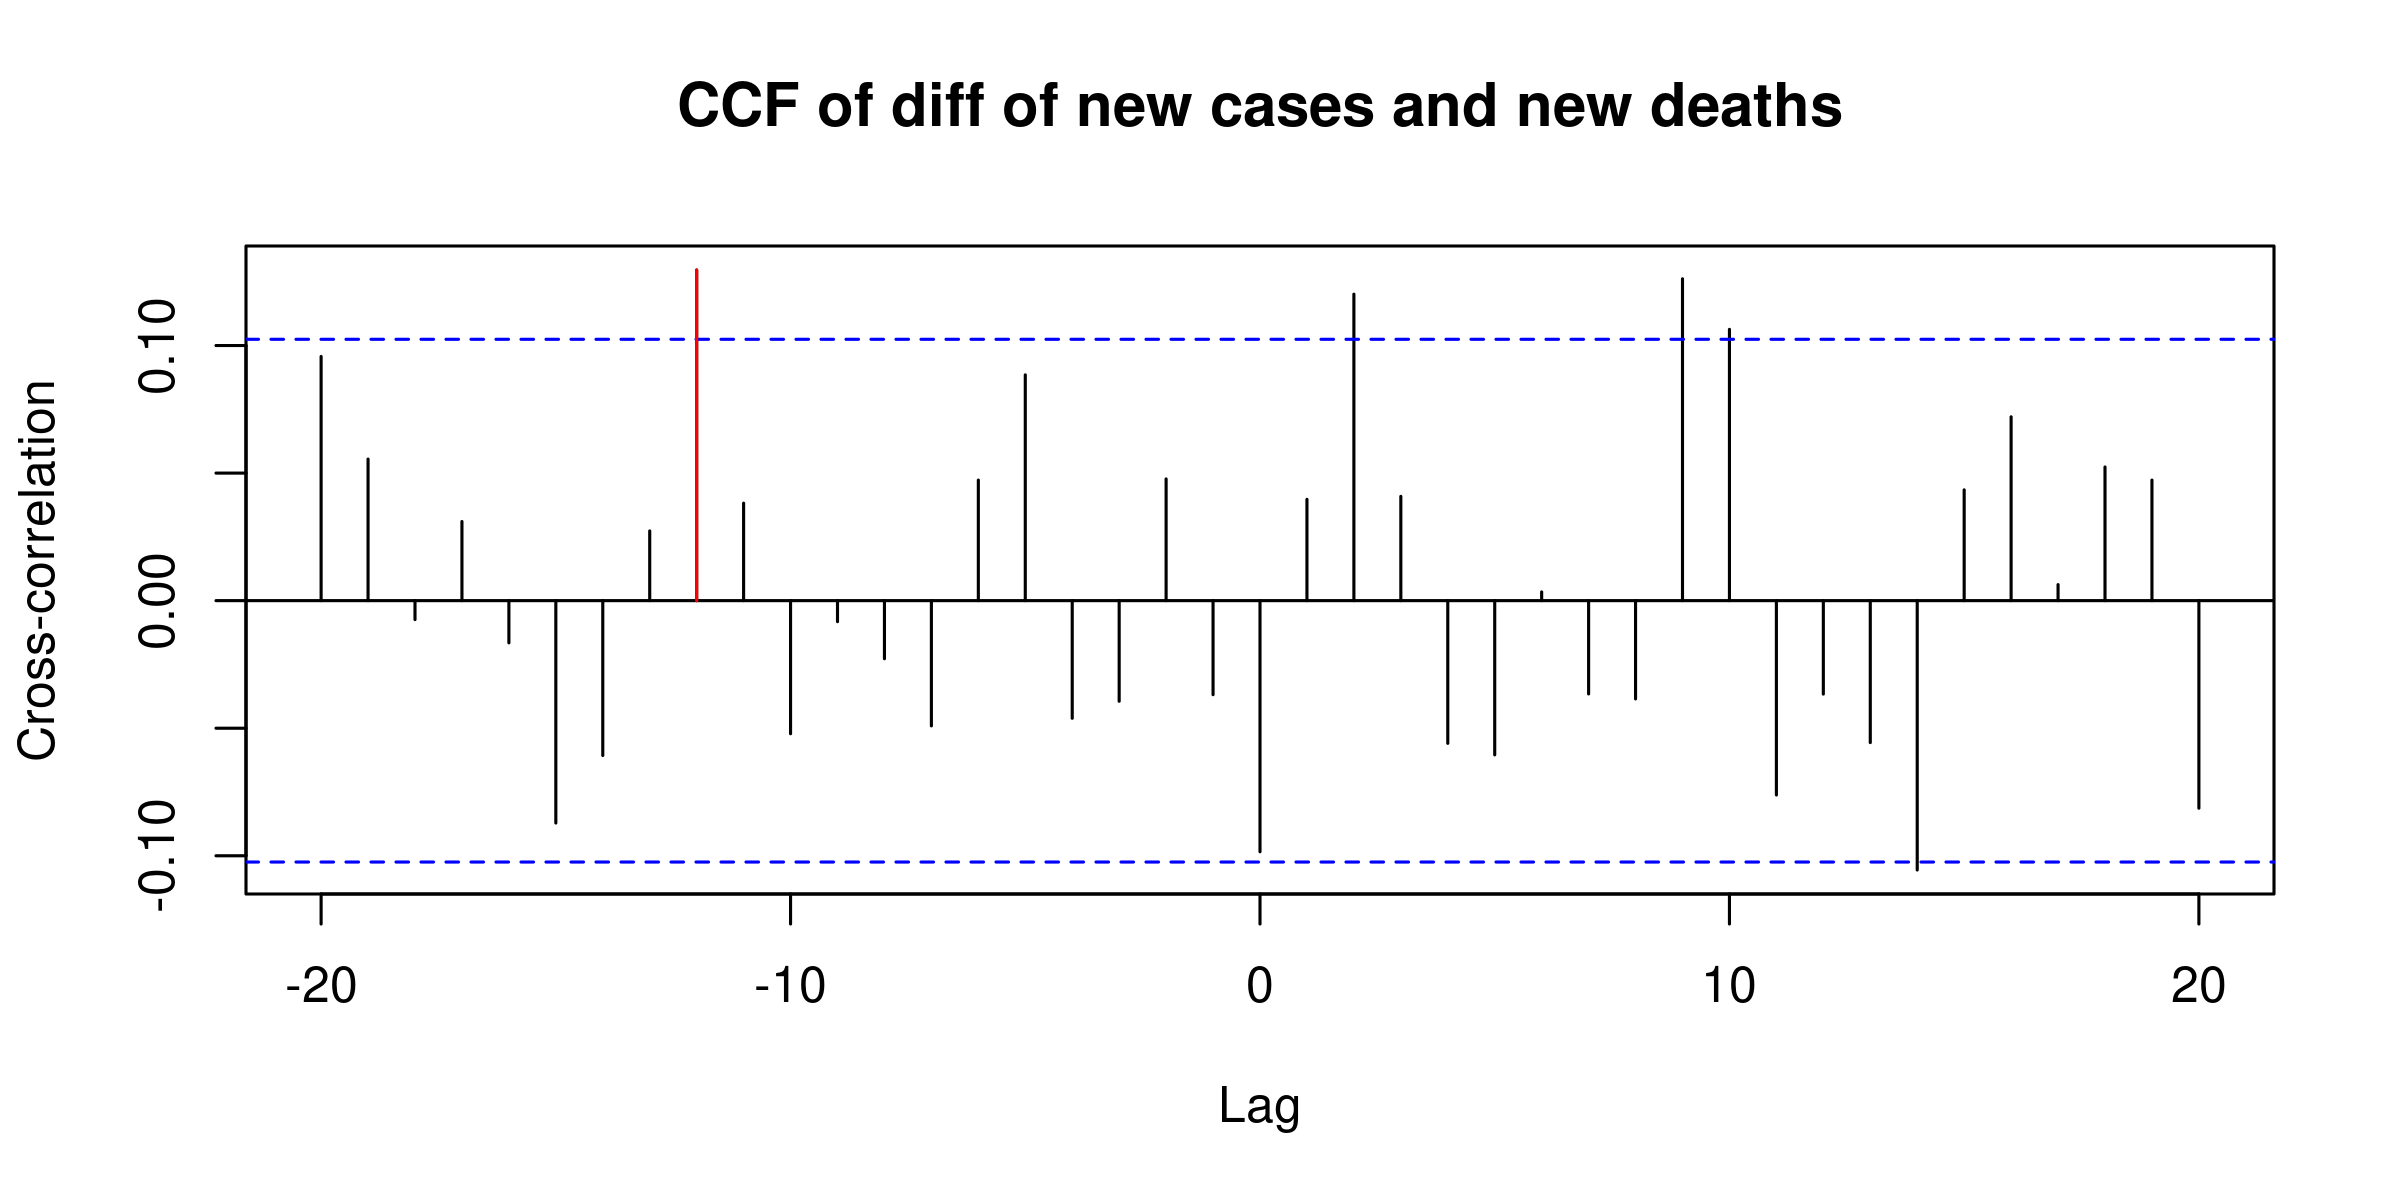 CCF of diff of new cases and new deaths
Cross-correlation
0.10
0.00
-0.10
-20 -10 0 10 20
Lag